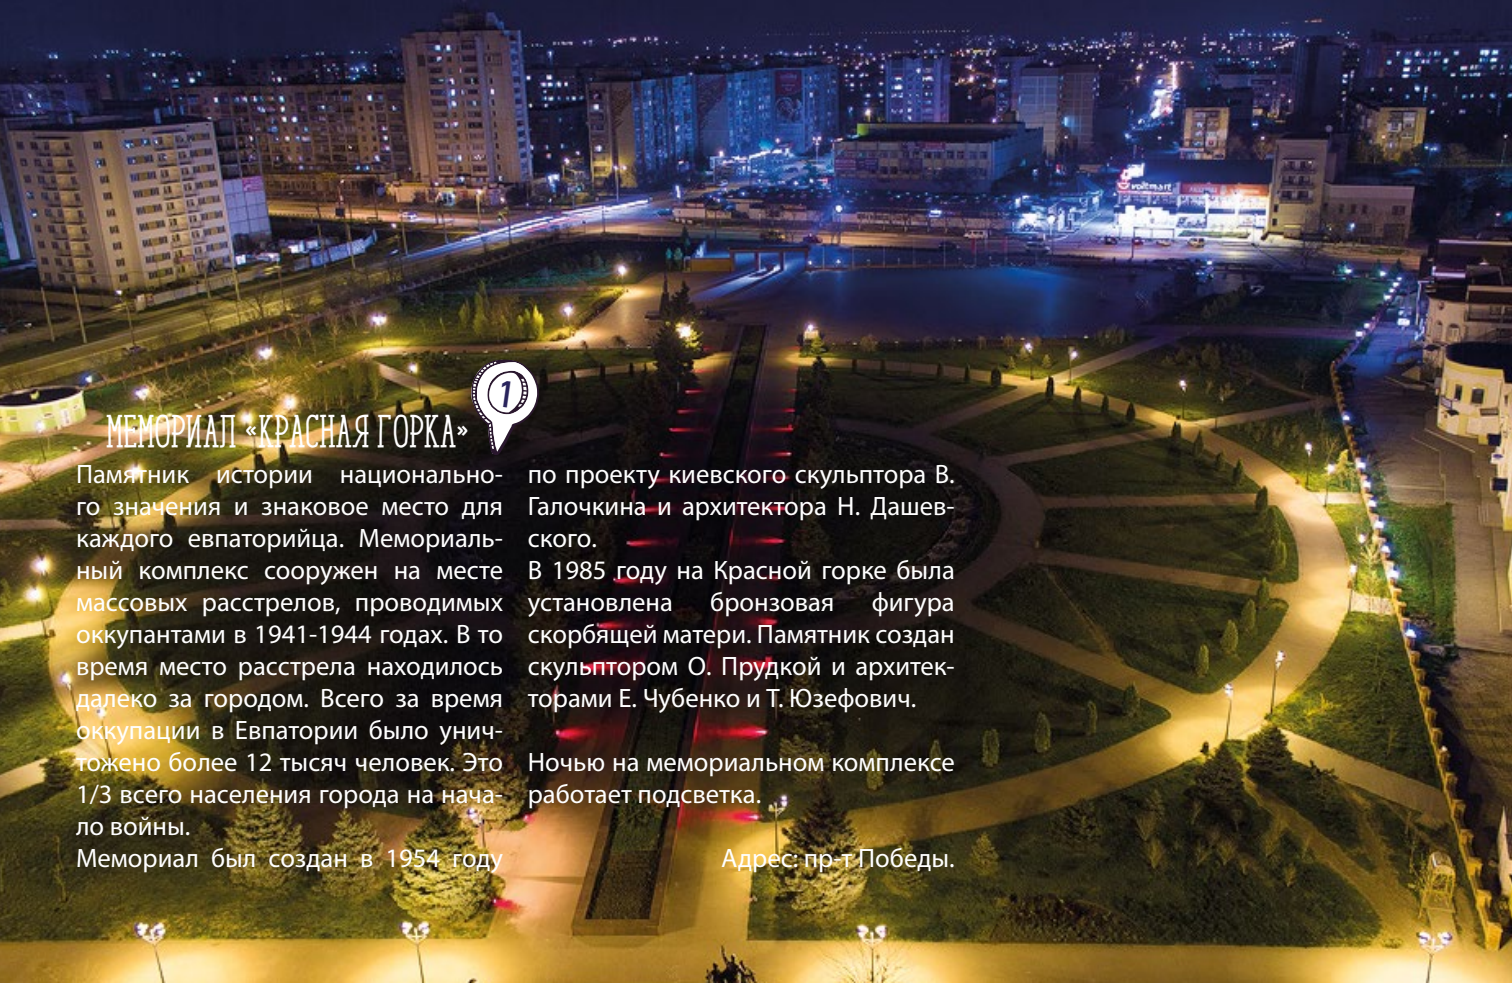 1
МЕМОРИАЛ «КРАСНАЯ ГОРКА»
Памятник истории национально-
го значения и знаковое место для
каждого евпаторийца. Мемориаль-
ный комплекс сооружен на месте
массовых расстрелов, проводимых
оккупантами в 1941-1944 годах. В то
время место расстрела находилось
далеко за городом. Всего за время
оккупации в Евпатории было унич-
тожено более 12 тысяч человек. Это
1/3 всего населения города на нача-
ло войны.
Мемориал был создан в 1954 году
по проекту киевского скульптора В.
Галочкина и архитектора Н. Дашев-
ского.
В 1985 году на Красной горке была
установлена бронзовая фигура
скорбящей матери. Памятник создан
скульптором О. Прудкой и архитек-
торами Е. Чубенко и Т. Юзефович.
Ночью на мемориальном комплексе
работает подсветка.
Адрес: пр-т Победы.
voltmart